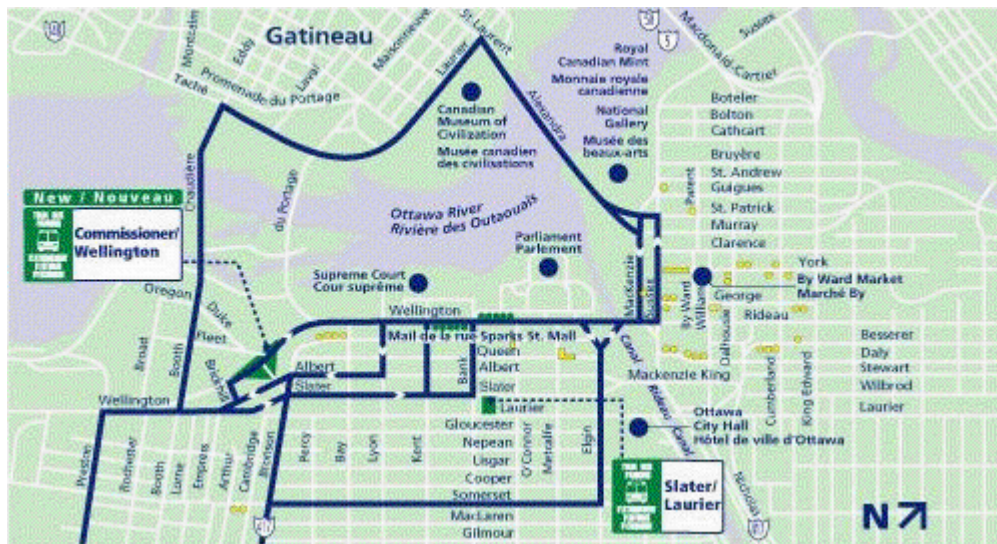 Gatineau
Montcalm
Eddy
Laval
Maisonneuve
Laurier
St. Laurent
Taché
Promenade du Portage
Alexandra
Macdonald-Cartier
Sussex
5
50
Royal
Canadian Mint
Monnaie royale
canadienne
National
Gallery
Musée des
beaux-arts
Canadian
Museum of
Civilization
Musée canadien
des civilisations
Boteler
Bolton
Cathcart
Bruyère
St. Andrew
Guigues
St. Patrick
Murray
Clarence
Parent
York
By Ward Market
Marché By
George
Rideau
New / Nouveau
Commissioner/
Wellington
Chaudière
du Portage
Ottawa River
Rivière des Outaouais
Parliament
Parlement
Supreme Court
Cour suprême
Wellington
Mackenzie
Sussex
By Ward
William
Dalhousie
Oregon
Duke
Fleet
Broad
Booth
Brickhill
Mail de la rue Sparks St. Mall
Queen
Albert
Slater
Bank
Albert
Slater
Laurier
Mackenzie King
Canal
Rideau Canal
Cumberland
King Edward
Besserer
Daly
Stewart
Wilbrod
Laurier
Wellington
Preston
Rochester
Booth
Lorne
Empress
Arthur
Cambridge
Bronson
Percy
Bay
Lyon
Kent
Gloucester
Nepean
Lisgar
Cooper
Somerset
MacLaren
Gilmour
O'Connor
Metcalfe
Elgin
Ottawa
City Hall
Hôtel de ville d'Ottawa
Slater/
Laurier
Nicholas
417
N